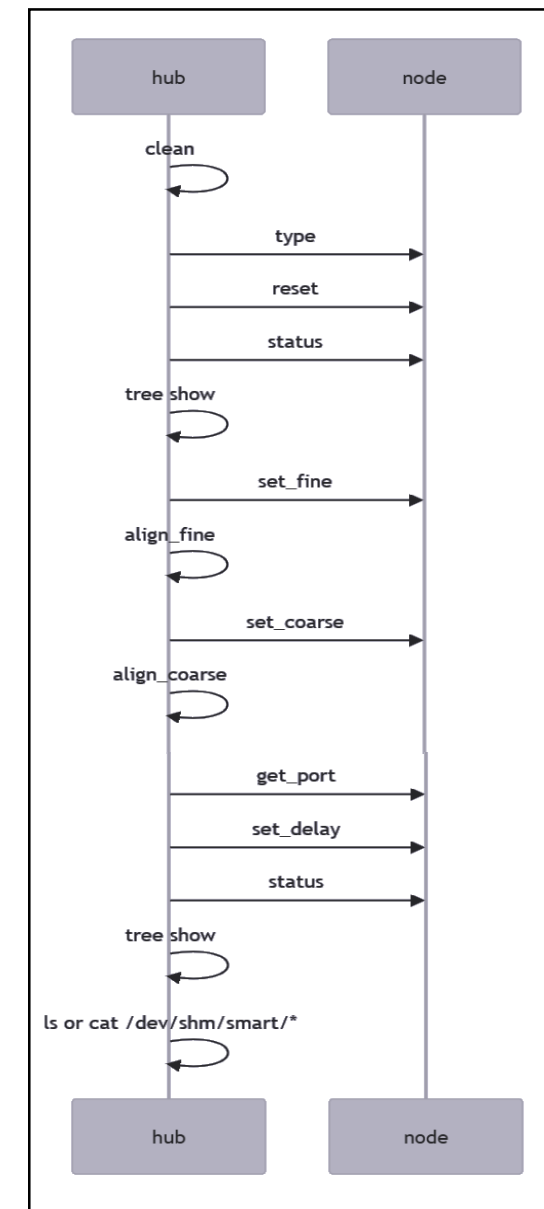 hub
node
clean
type
reset
status
tree show
set_fine
align_fine
set_coarse
align_coarse
get_port
set_delay
status
tree show
ls or cat /dev/shm/smart/*
hub
node